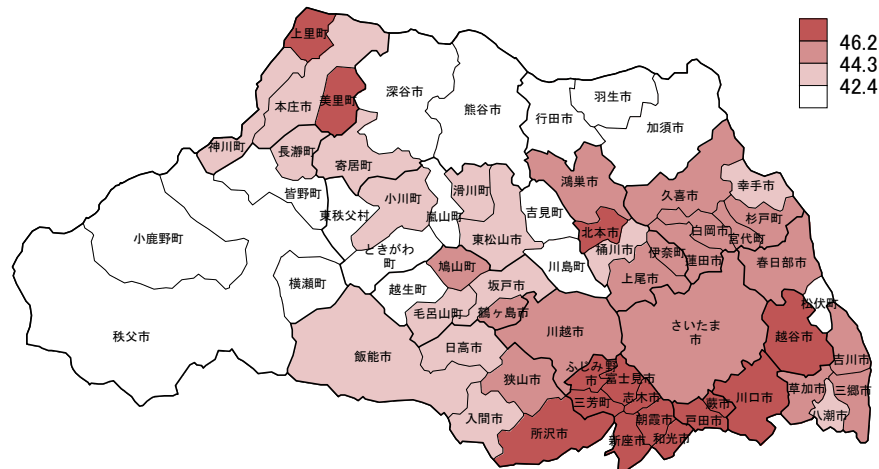 上里町
46.2
44.3
42.4
深谷市
熊谷市
羽生市
本庄市
美里町
行田市
加須市
神川町
長瀞町
寄居町
鴻巣市
久喜市
幸手市
皆野町
小川町
滑川町
吉見町
杉戸町
東秩父村
嵐山町
北本市
白岡市
宮代町
小鹿野町
東松山市
桶川市
伊奈町
蓮田市
ときがわ
町
鳩山町
川島町
上尾市
春日部市
横瀬町
越生町
坂戸市
松伏町
毛呂山町
鶴ヶ島市
川越市
さいたま
市
越谷市
秩父市
飯能市
日高市
吉川市
ふじみ野
市
富士見市
狭山市
志木市
三芳町
川口市
草加市
三郷市
蕨市
八潮市
入間市
朝霞市
戸田市
所沢市
新座市
和光市